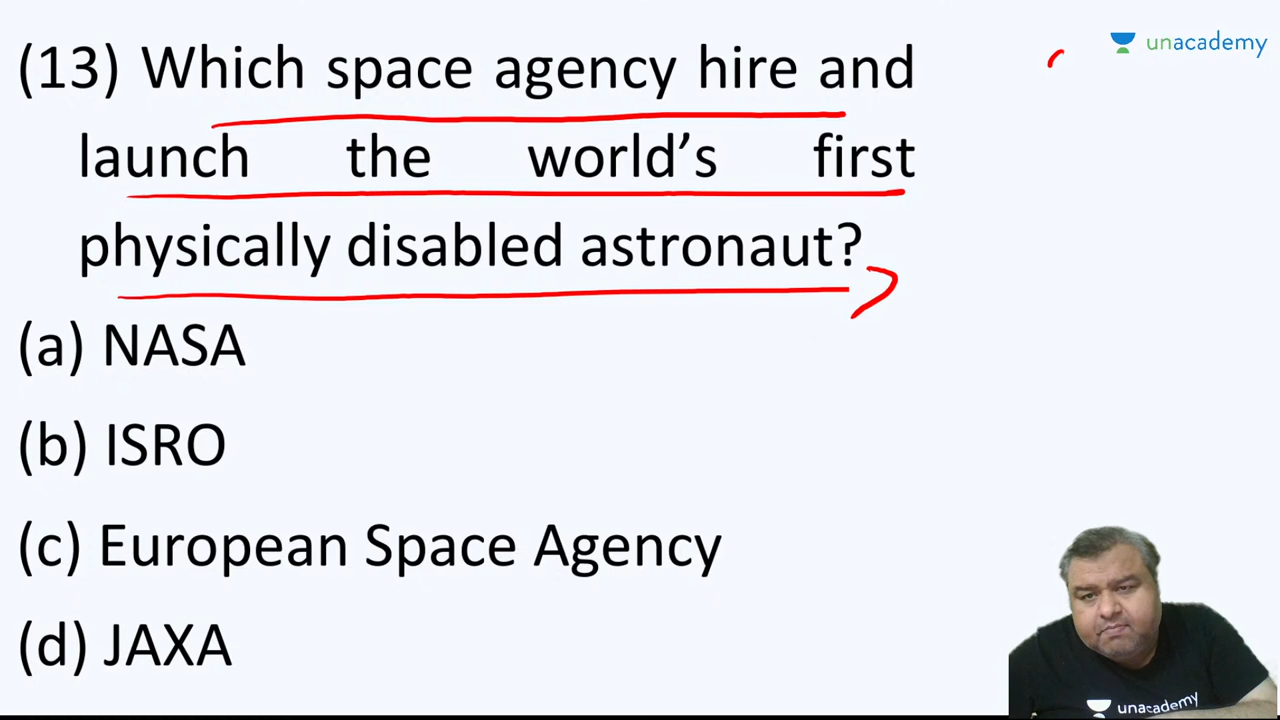 unacademy
(13) Which space agency hire and
launch the world’s first
physically disabled astronaut?
(a) NASA
(b) ISRO
(c) European Space Agency
(d) JAXA
unacademy